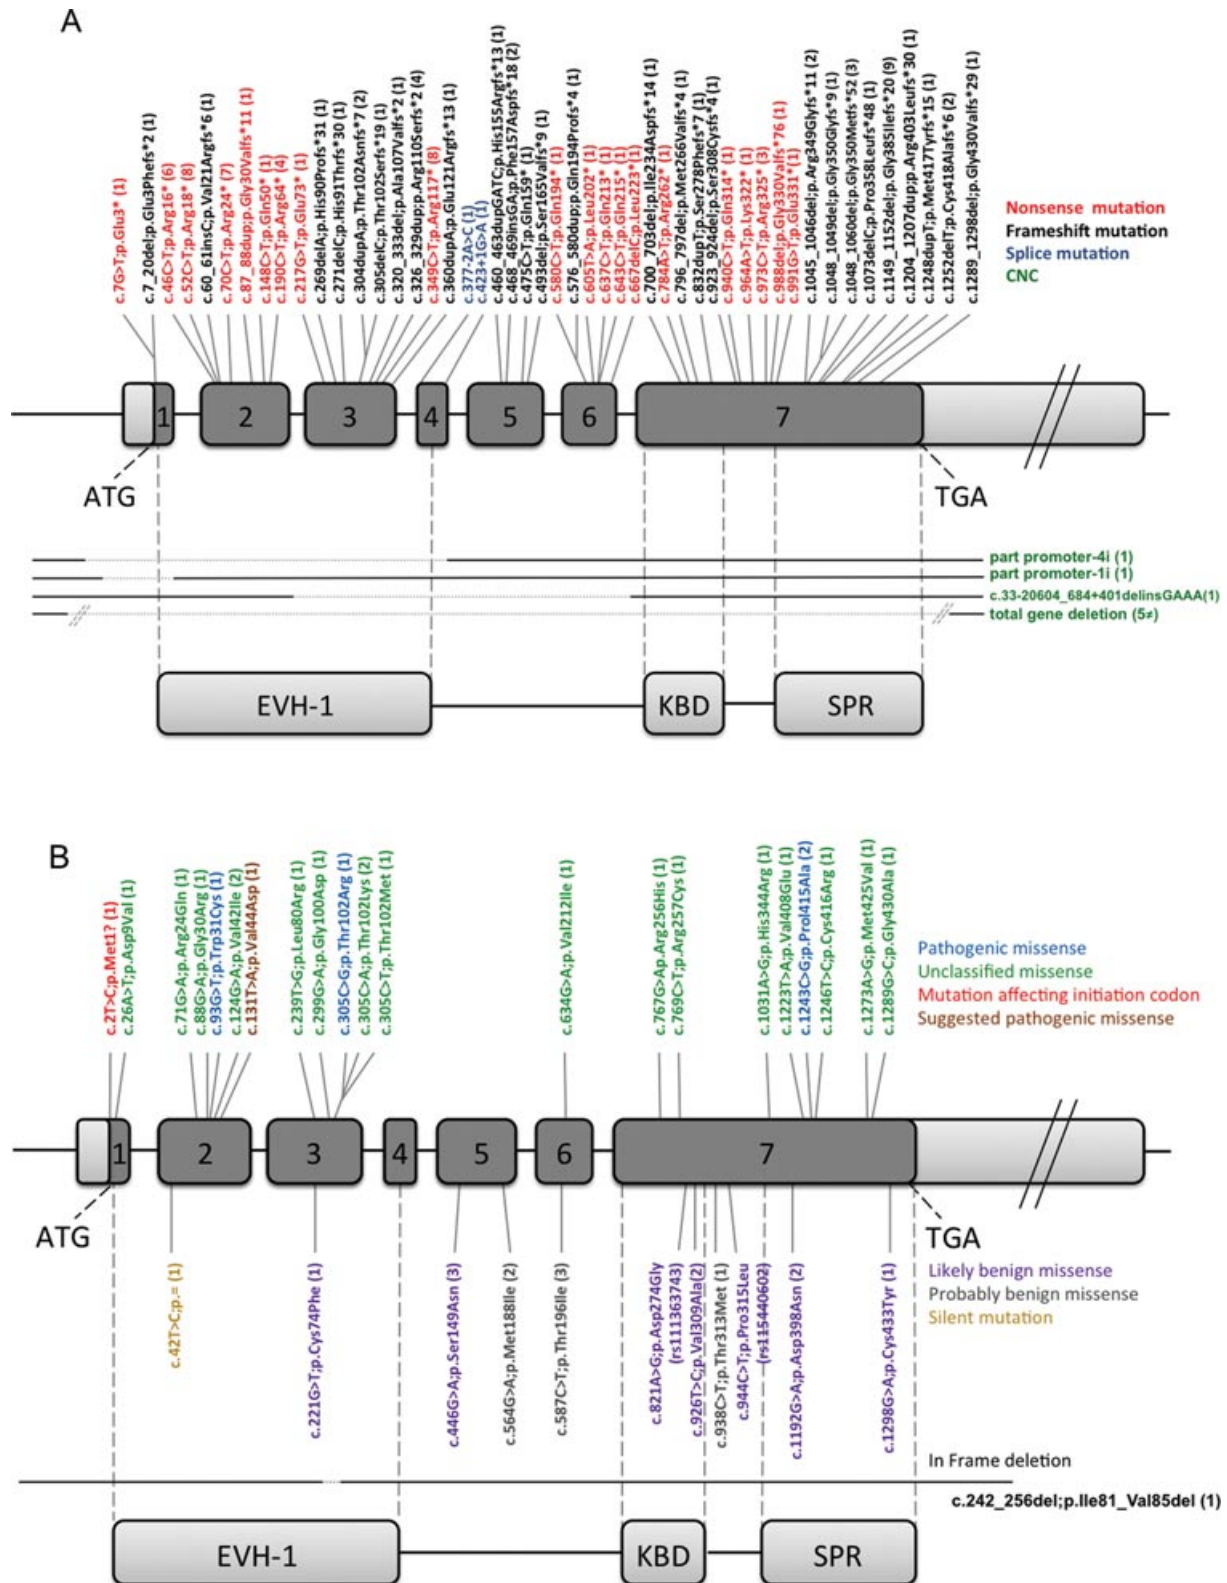 A
c.7G>T;p.Glu3* (1)
c.7_20del;p.Glu3Phefs*2 (1)
c.46C>T;p.Arg16* (6)
c.52C>T;p.Arg18* (8)
c.60_61insC;p.Val21Argfs*6 (1)
c.70C>T;p.Arg24* (7)
c.87_88dup;p.Gly30Valfs*11 (1)
c.148C>T;p.Gln50* (1)
c.190C>T;p.Arg64* (4)
c.217G>T;p.Glu73* (1)
c.269delA;p.His90Profs*31 (1)
c.271delC;p.His91Thrfs*30 (1)
c.304dupA;p.Thr102Asnfs*7 (2)
c.305delC;p.Thr102Serfs*19 (1)
c.320_333del;p.Ala107Valfs*2 (1)
c.326_329dup;p.Arg110Serfs*2 (4)
c.349C>T;p.Arg117* (8)
c.360dupA;p.Glu121Argfs*13 (1)
c.377-2A>C (1)
c.423+1G>A (1)
c.460_463dupGATC;p.His155Argfs*13 (1)
c.468_469insGA;p.Phe157Aspfs*18 (2)
c.475C>T;p.Gln159* (1)
c.493del;p.Ser165Valfs*9 (1)
c.580C>T;p.Gln194* (1)
c.576_580dup;p.Gln194Profs*4 (1)
c.605T>A;p.Leu202* (1)
c.637C>T;p.Gln213* (1)
c.643C>T;p.Gln215* (1)
c.667delC;p.Leu223*(1)
c.700_703del;p.Ile234Aspfs*14 (1)
c.784A>T;p.Arg262* (1)
c.796_797del;p.Met266Valfs*4 (1)
c.832dupT;p.Ser278Phefs*7 (1)
c.923_924del;p.Ser308Cysfs*4 (1)
c.940C>T;p.Gln314* (1)
c.964A>T;p.Lys322* (1)
c.973C>T;p.Arg325* (3)
c.988del;p.Gly330Valfs*76 (1)
c.991G>T;p.Glu331*(1)
c.1045_1046del;p.Arg349Glyfs*11 (2)
c.1048_1049del;p.Gly350Glyfs*9 (1)
c.1048_1060del;p.Gly350Metfs*52 (3)
c.1073delC;p.Pro358Leufs*48 (1)
c.1149_1152del;p.Gly385Ilefs*20 (9)
c.1204_1207dup;p.Arg403Leufs*30 (1)
c.1248dupT;p.Met417Tyrfs*15 (1)
c.1252delT;p.Cys418Alafs*6 (2)
c.1289_1298del;p.Gly430Valfs*29 (1)
Nonsense mutation
Frameshift mutation
Splice mutation
CNC
1 2 3 4 5 6 7
ATG TGA
part promoter-4i (1)
part promoter-1i (1)
c.33-20604_684+401delinsGAAA(1)
total gene deletion (5≠)
EVH-1 KBD SPR
B
c.2T>C;p.Met1? (1)
c.26A>T;p.Asp9Val (1)
c.71G>A;p.Arg24Gln (1)
c.88G>A;p.Gly30Arg (1)
c.93G>T;p.Trp31Cys (1)
c.124G>A;p.Val42Ile (2)
c.131T>A;p.Val44Asp (1)
c.239T>G;p.Leu80Arg (1)
c.299G>A;p.Gly100Asp (1)
c.305C>G;p.Thr102Arg (1)
c.305C>A;p.Thr102Lys (2)
c.305C>T;p.Thr102Met (1)
c.634G>A;p.Val212Ile (1)
c.767G>Ap.Arg256His (1)
c.769C>T;p.Arg257Cys (1)
c.1031A>G;p.His344Arg (1)
c.1223T>A;p.Val408Glu (1)
c.1243C>G;p.Prol415Ala (2)
c.1246T>C;p.Cys416Arg (1)
c.1273A>G;p.Met425Val (1)
c.1289G>C;p.Gly430Ala (1)
Pathogenic missense
Unclassified missense
Mutation affecting initiation codon
Suggested pathogenic missense
1 2 3 4 5 6 7
ATG TGA
c.42T>C;p.= (1)
c.221G>T;p.Cys74Phe (1)
c.446G>A;p.Ser149Asn (3)
c.564G>A;p.Met188Ile (2)
c.587C>T;p.Thr196Ile (3)
c.821A>G;p.Asp274Gly
(rs111363743)
c.926T>C;p.Val309Ala(2)
c.938C>T;p.Thr313Met (1)
c.944C>T;p.Pro315Leu
(rs115440602)
c.1192G>A;p.Asp398Asn (2)
c.1298G>A;p.Cys433Tyr (1)
Likely benign missense
Probably benign missense
Silent mutation
In Frame deletion
c.242_256del;p.Ile81_Val85del (1)
EVH-1 KBD SPR